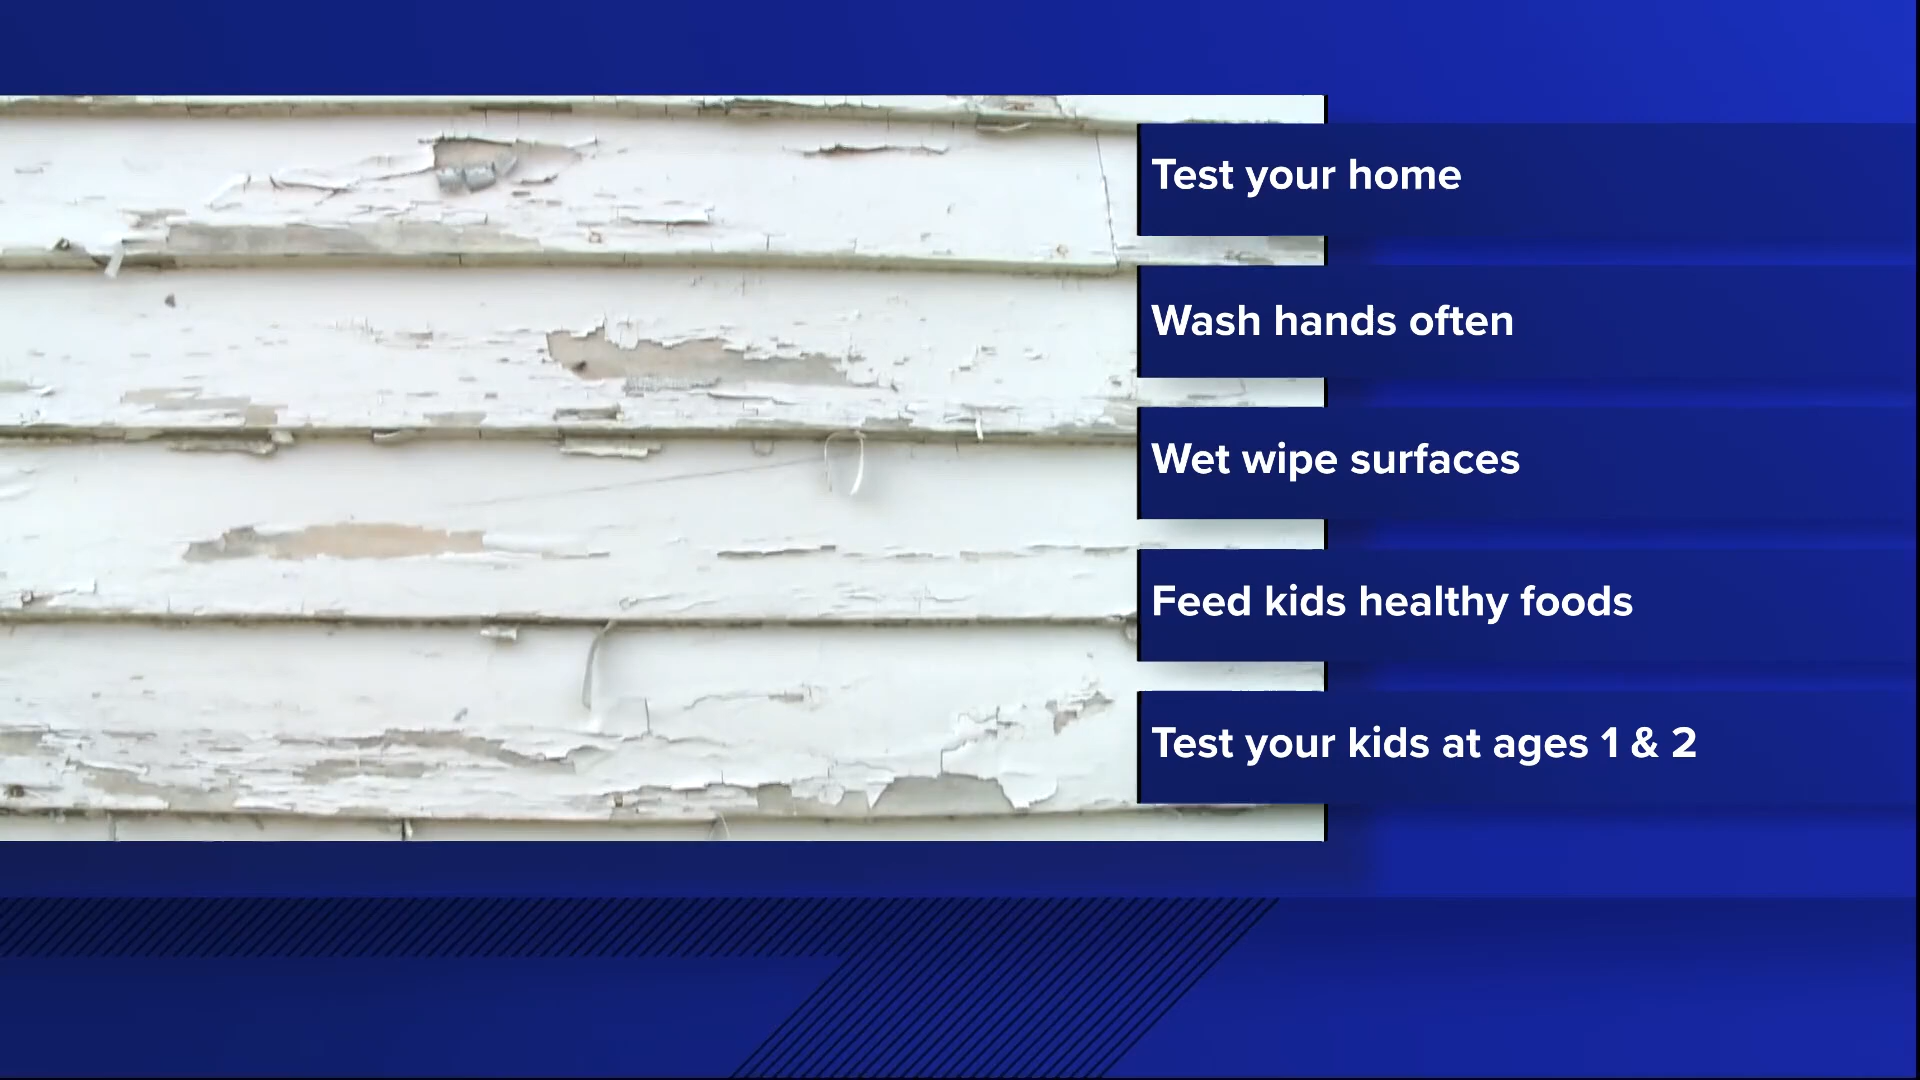 Test your home
Wash hands often
Wet wipe surfaces
Feed kids healthy foods
Test your kids at ages 1 & 2